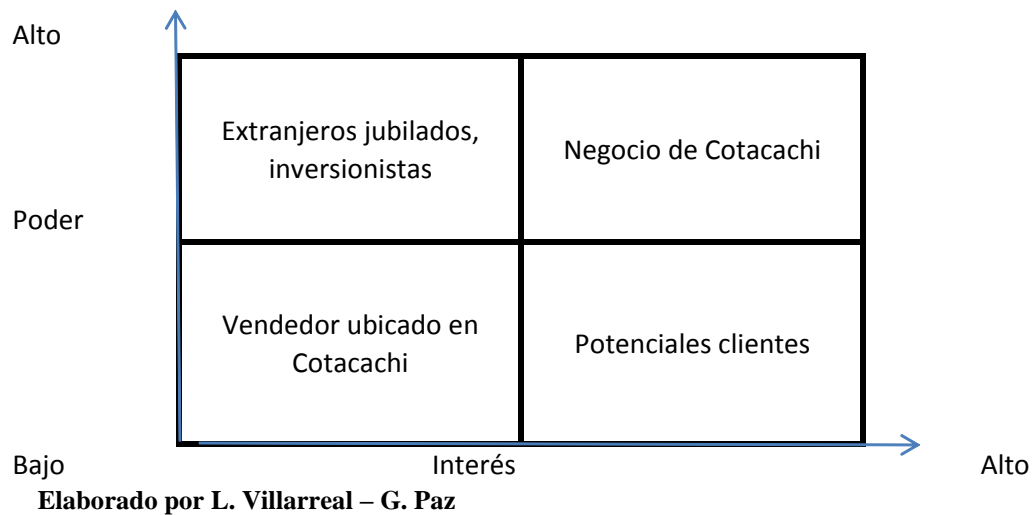 Alto
Extranjeros jubilados,
inversionistas
Negocio de Cotacachi
Poder
Vendedor ubicado en
Cotacachi
Potenciales clientes
Bajo
Interés
Alto
Elaborado por L. Villarreal – G. Paz